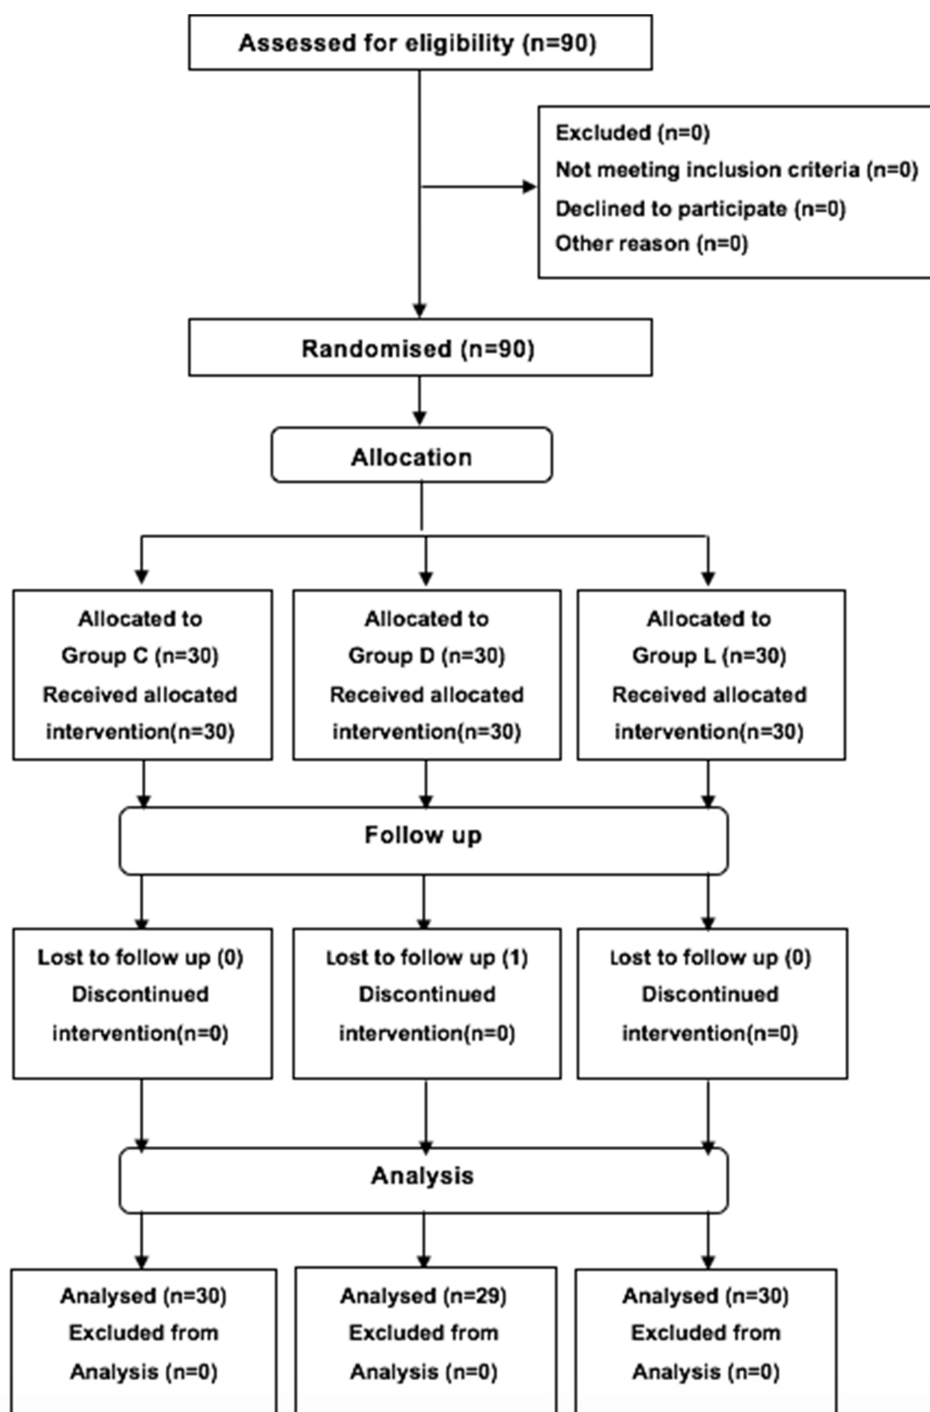 Assessed for eligibility (n=90)
Excluded (n=0)
Not meeting inclusion criteria (n=0)
Declined to participate (n=0)
Other reason (n=0)
Randomised (n=90)
Allocation
Allocated to
Group C (n=30)
Received allocated
intervention(n=30)
Allocated to
Group D (n=30)
Received allocated
intervention(n=30)
Allocated to
Group L (n=30)
Received allocated
intervention(n=30)
Follow up
Lost to follow up (0)
Discontinued
intervention(n=0)
Lost to follow up (1)
Discontinued
intervention(n=0)
Lost to follow up (0)
Discontinued
intervention(n=0)
Analysis
Analysed (n=30)
Excluded from
Analysis (n=0)
Analysed (n=29)
Excluded from
Analysis (n=0)
Analysed (n=30)
Excluded from
Analysis (n=0)